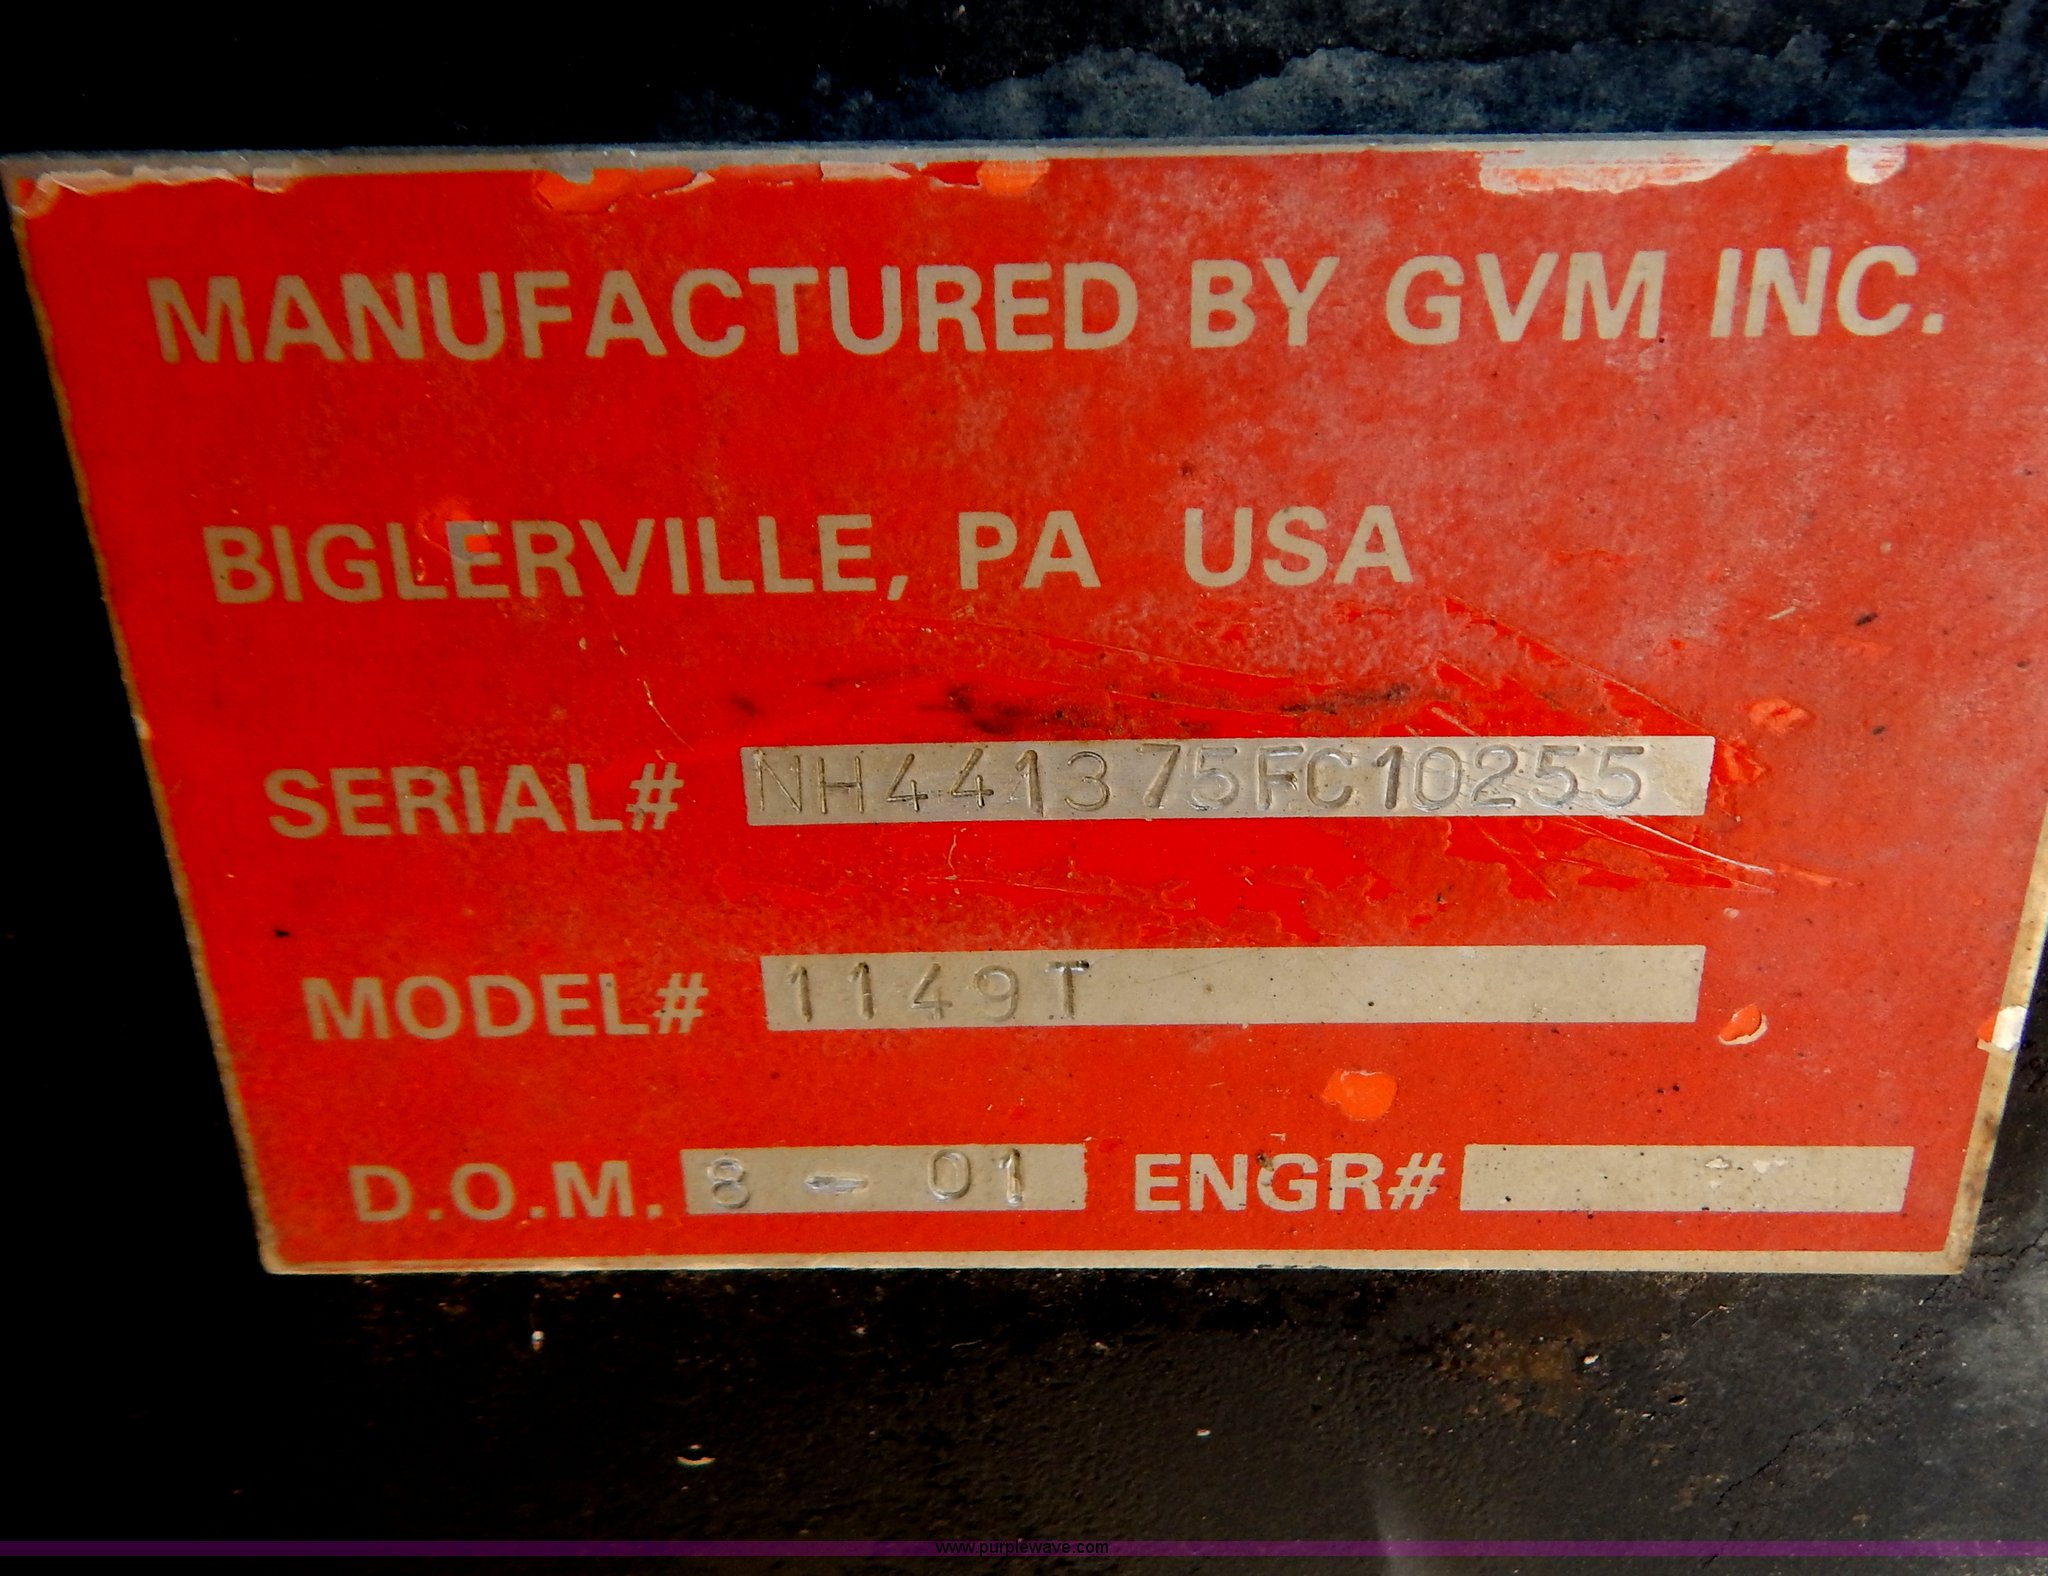 MANUFACTURED BY GVM INC.
BIGLERVILLE, PA USA
SERIAL# NH441375FC10255
MODEL# 1149T
D.O.M. 8 - 01 ENGR#
www.purplewave.com